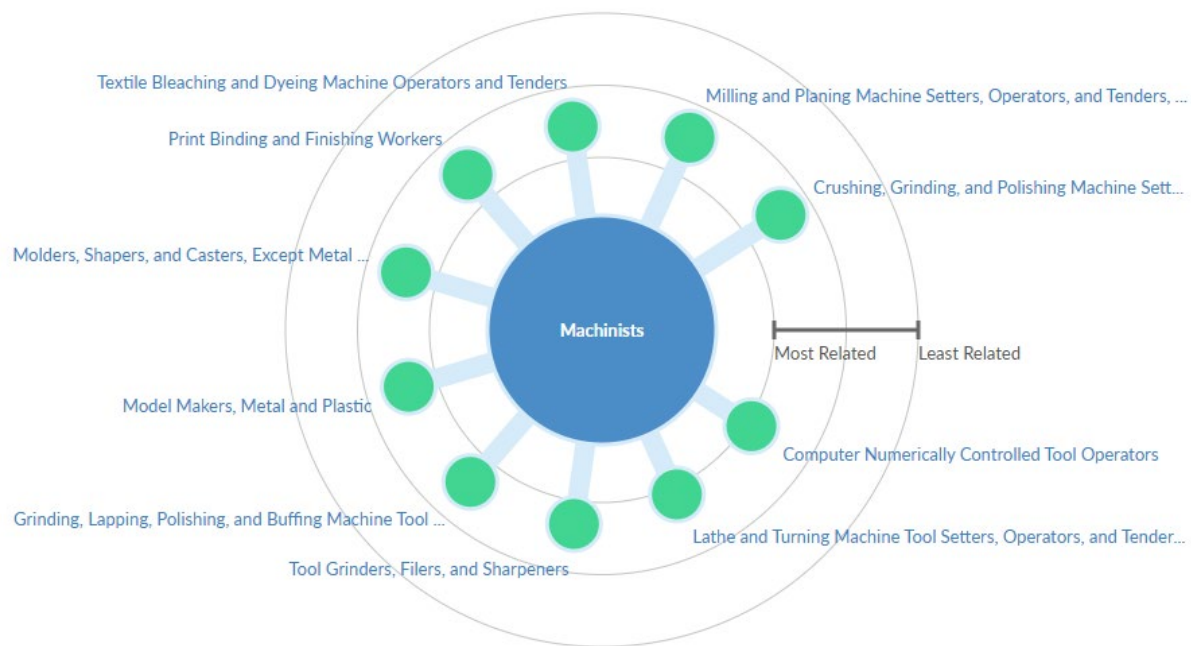 Textile Bleaching and Dyeing Machine Operators and Tenders
Milling and Planing Machine Setters, Operators, and Tenders, ...
Print Binding and Finishing Workers
Crushing, Grinding, and Polishing Machine Sett...
Molders, Shapers, and Casters, Except Metal ...
Machinists
Most Related
Least Related
Model Makers, Metal and Plastic
Computer Numerically Controlled Tool Operators
Grinding, Lapping, Polishing, and Buffing Machine Tool ...
Lathe and Turning Machine Tool Setters, Operators, and Tender...
Tool Grinders, Filers, and Sharpeners